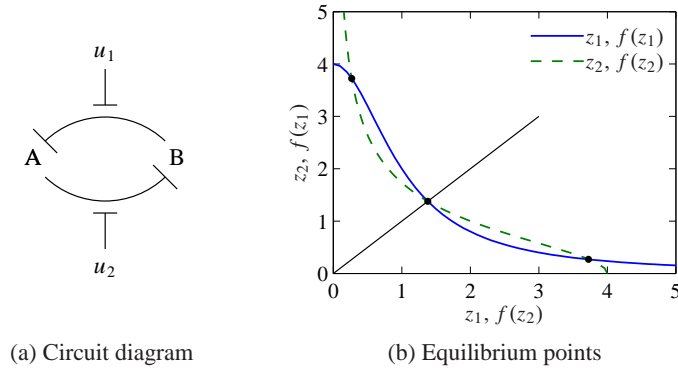 u1
A
B
u2
(a) Circuit diagram
5
4
3
2
1
0
z2, f(z1)
z1, f(z1)
z2, f(z2)
0 1 2 3 4 5
z1, f(z2)
(b) Equilibrium points